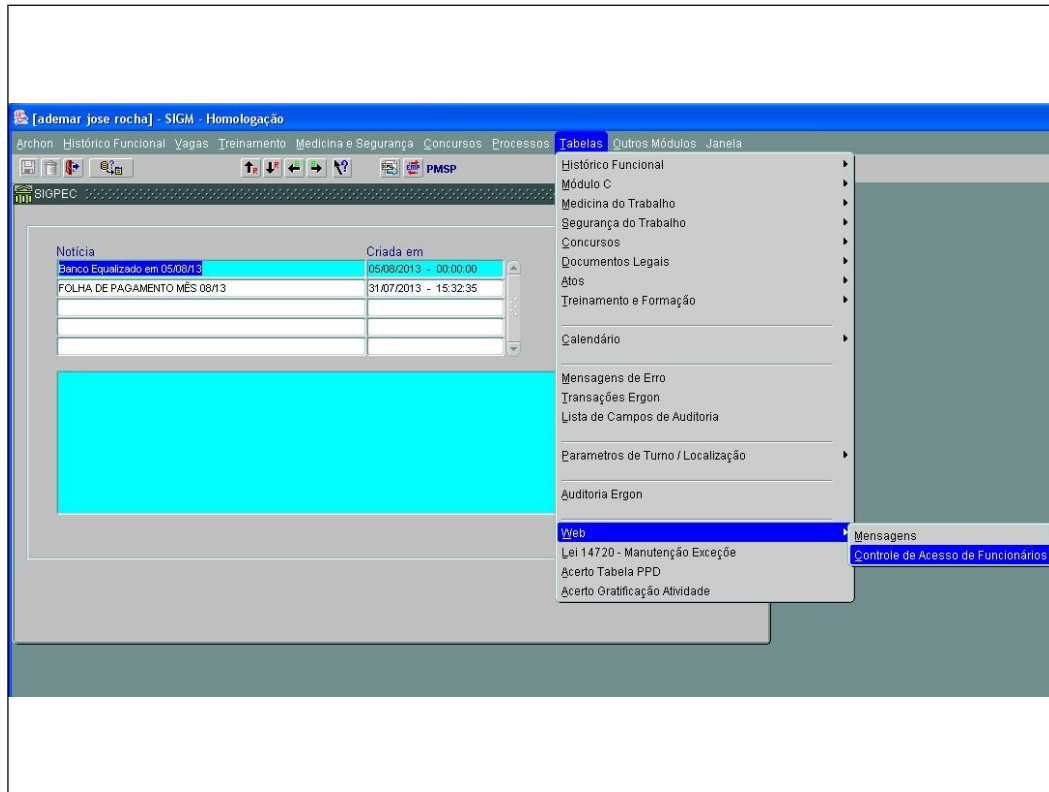 [ademar jose rocha] - SIGM - Homologação
Archon Histórico Funcional Vagas Treinamento Medicina e Segurança Concursos Processos Tabelas Outros Módulos Janela
PMSP
SIGPEC
Notícia Criada em
Banco Equalizado em 05/08/13 05/08/2013 - 00:00:00
FOLHA DE PAGAMENTO MÊS 08/13 31/07/2013 - 15:32:35
Histórico Funcional
Módulo C
Medicina do Trabalho
Segurança do Trabalho
Concursos
Documentos Legais
Atos
Treinamento e Formação
Calendário
Mensagens de Erro
Transações Ergon
Lista de Campos de Auditoria
Parametros de Turno / Localização
Auditoria Ergon
Web
Lei 14720 - Manutenção Exceçõe
Acerto Tabela PPD
Acerto Gratificação Atividade
Mensagens
Controle de Acesso de Funcionários